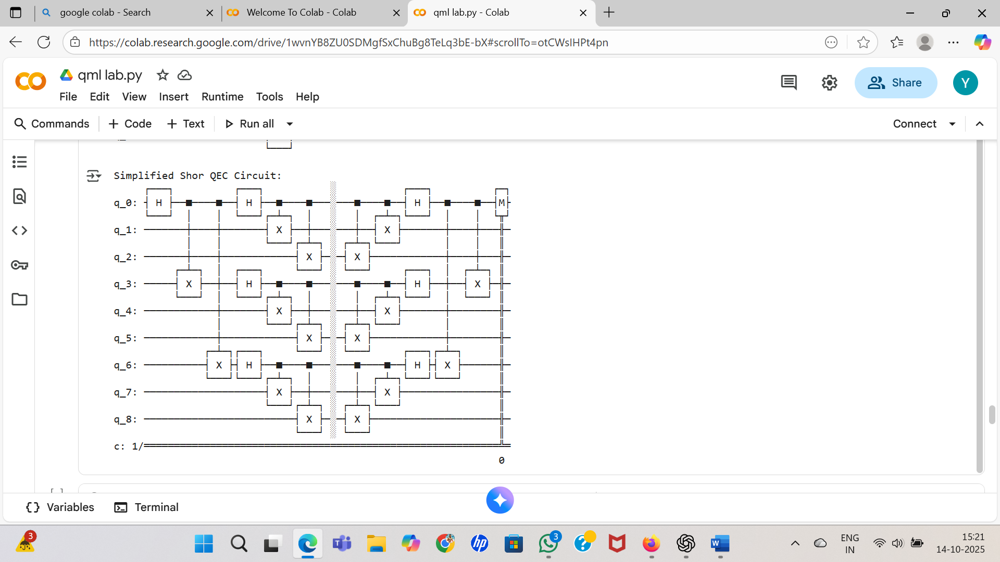 google colab - Search
Welcome To Colab - Colab
qml lab.py - Colab
https://colab.research.google.com/drive/1wvnYB8ZU0SDMgfSxChuBg8TeLq3bE-bX#scrollTo=otCWsIHPt4pn
qml lab.py
File Edit View Insert Runtime Tools Help
Share
Y
Commands + Code + Text Run all
Connect
Simplified Shor QEC Circuit:
q_0: H H H M
q_1: X X
q_2: X X
q_3: X H H X
q_4: X X
q_5: X X
q_6: X H H X
q_7: X X
q_8: X X
c: 1/
0
[ ]
{} Variables Terminal
3
hp
3
?
W
ENG
IN
15:21
14-10-2025